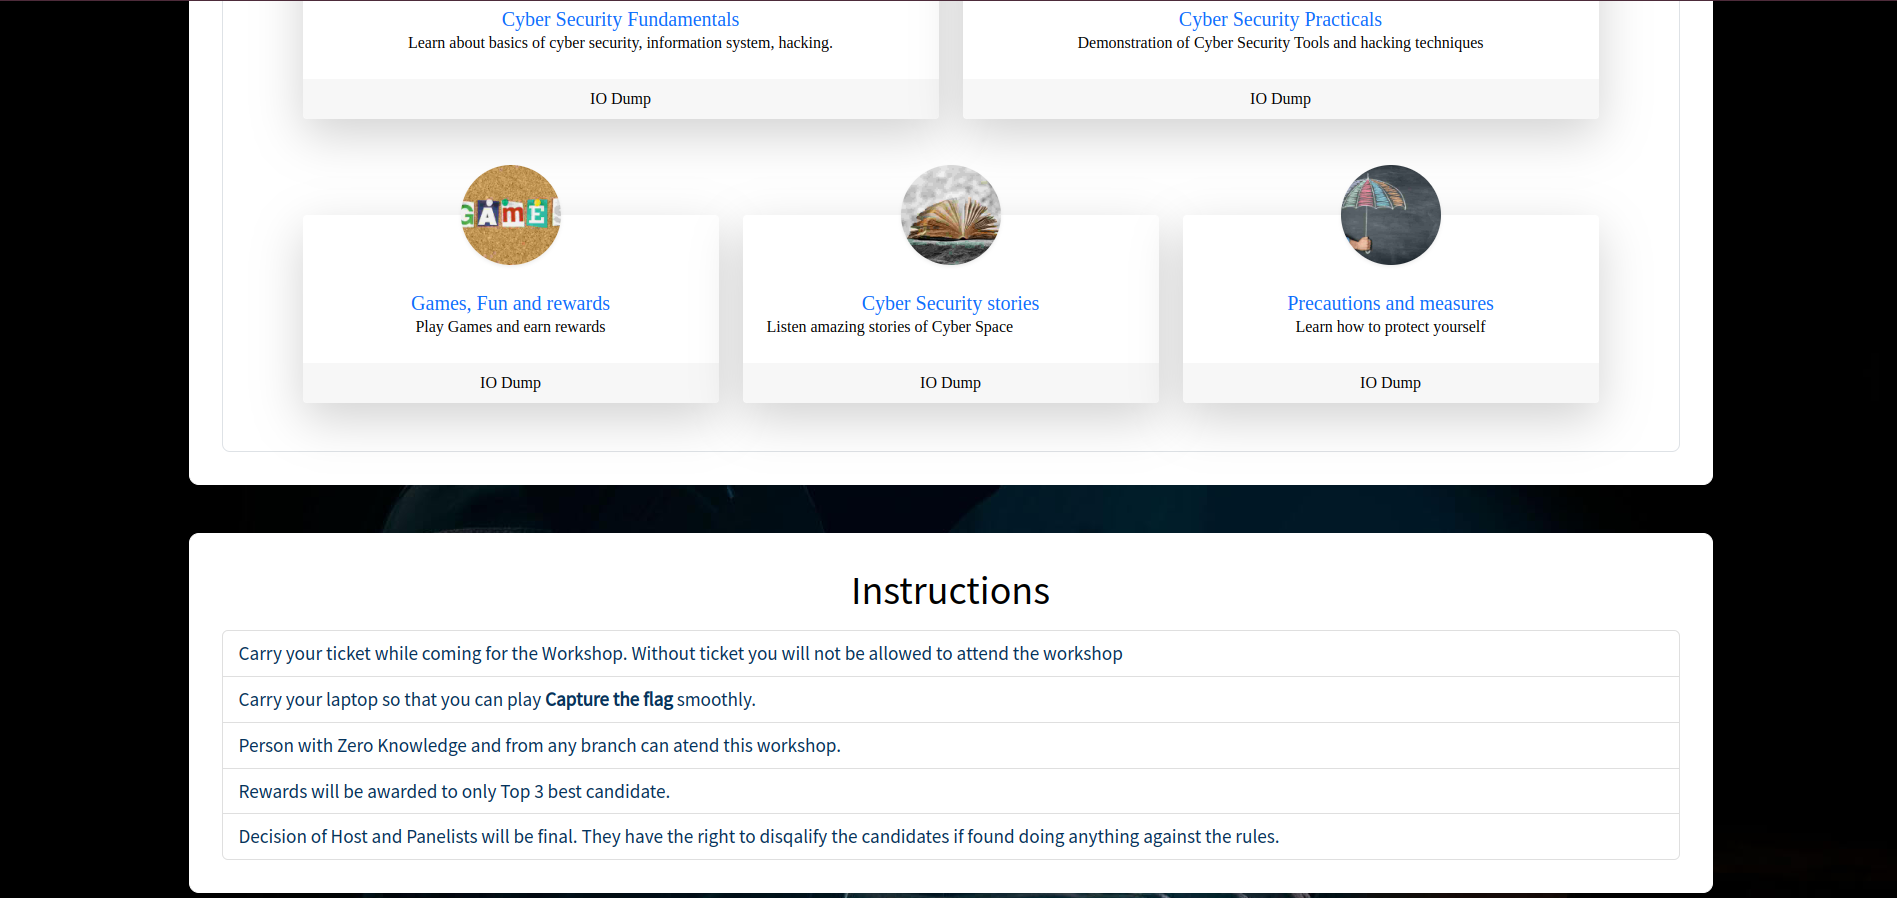 Cyber Security Fundamentals
Learn about basics of cyber security, information system, hacking.
IO Dump
Cyber Security Practicals
Demonstration of Cyber Security Tools and hacking techniques
IO Dump
GAmE
Games, Fun and rewards
Play Games and earn rewards
IO Dump
Cyber Security stories
Listen amazing stories of Cyber Space
IO Dump
Precautions and measures
Learn how to protect yourself
IO Dump
Instructions
Carry your ticket while coming for the Workshop. Without ticket you will not be allowed to attend the workshop
Carry your laptop so that you can play Capture the flag smoothly.
Person with Zero Knowledge and from any branch can atend this workshop.
Rewards will be awarded to only Top 3 best candidate.
Decision of Host and Panelists will be final. They have the right to disqalify the candidates if found doing anything against the rules.